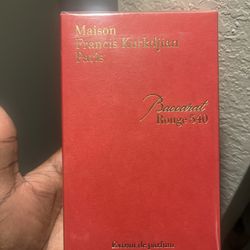 Maison
Francis Kurkdjian
Paris
Baccarat
Rouge 540
Extrait de parfum